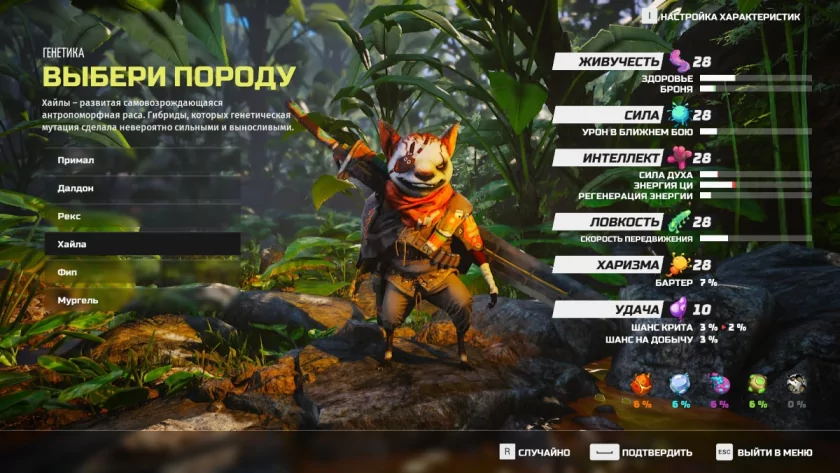 I НАСТРОЙКА ХАРАКТЕРИСТИК
ГЕНЕТИКА
ВЫБЕРИ ПОРОДУ
Хайлы – развитая самовозрождающаяся
антропоморфная раса. Гибриды, которых генетическая
мутация сделала невероятно сильными и выносливыми.
Примал
Далдон
Рекс
Хайла
Фип
Мургель
ЖИВУЧЕСТЬ 28
ЗДОРОВЬЕ
БРОНЯ
СИЛА 28
УРОН В БЛИЖНЕМ БОЮ
ИНТЕЛЛЕКТ 28
СИЛА ДУХА
ЭНЕРГИЯ ЦИ
РЕГЕНЕРАЦИЯ ЭНЕРГИИ
ЛОВКОСТЬ 28
СКОРОСТЬ ПЕРЕДВИЖЕНИЯ
ХАРИЗМА 28
БАРТЕР 7 %
УДАЧА 10
ШАНС КРИТА 3 % 2 %
ШАНС НА ДОБЫЧУ 3 %
6 % 6 % 6 % 6 % 0 %
R СЛУЧАЙНО ПОДТВЕРДИТЬ ESC ВЫЙТИ В МЕНЮ